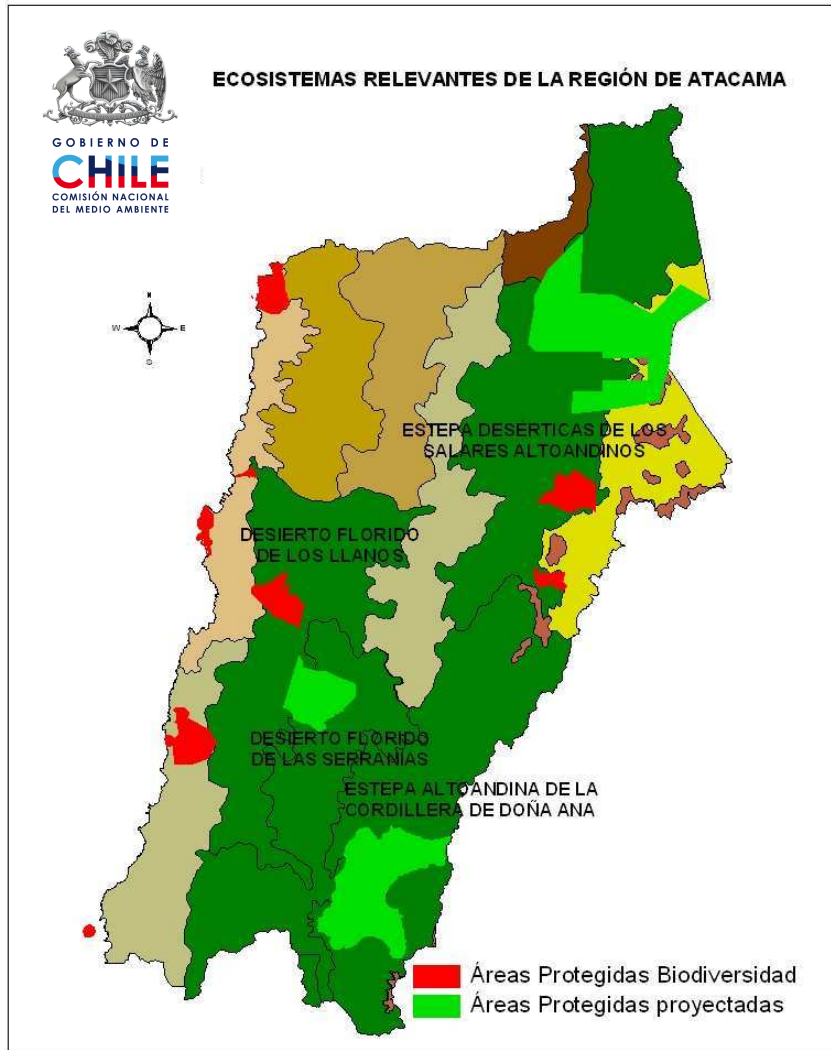 ECOSISTEMAS RELEVANTES DE LA REGIÓN DE ATACAMA
GOBIERNO DE
CHILE
COMISIÓN NACIONAL
DEL MEDIO AMBIENTE
N
W
E
O
ESTEPA DESÉRTICAS DE LOS
SALARES ALTOANDINOS
DESIERTO FLORIDO
DE LOS LLANOS
DESIERTO FLORIDO
DE LAS SERRANÍAS
ESTEPA ALTOANDINA DE LA
CORDILLERA DE DOÑA ANA
Áreas Protegidas Biodiversidad
Áreas Protegidas proyectadas